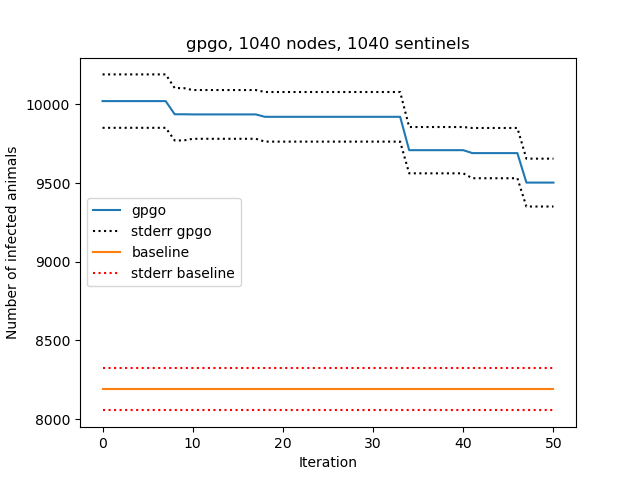 gpgo, 1040 nodes, 1040 sentinels
Number of infected animals
10000
9500
9000
8500
8000
gpgo
stderr gpgo
baseline
stderr baseline
0 10 20 30 40 50
Iteration